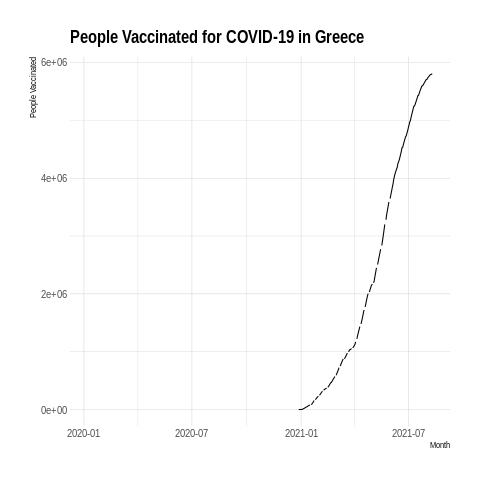 People Vaccinated for COVID-19 in Greece
People Vaccinated
6e+06
4e+06
2e+06
0e+00
2020-01 2020-07 2021-01 2021-07
Month